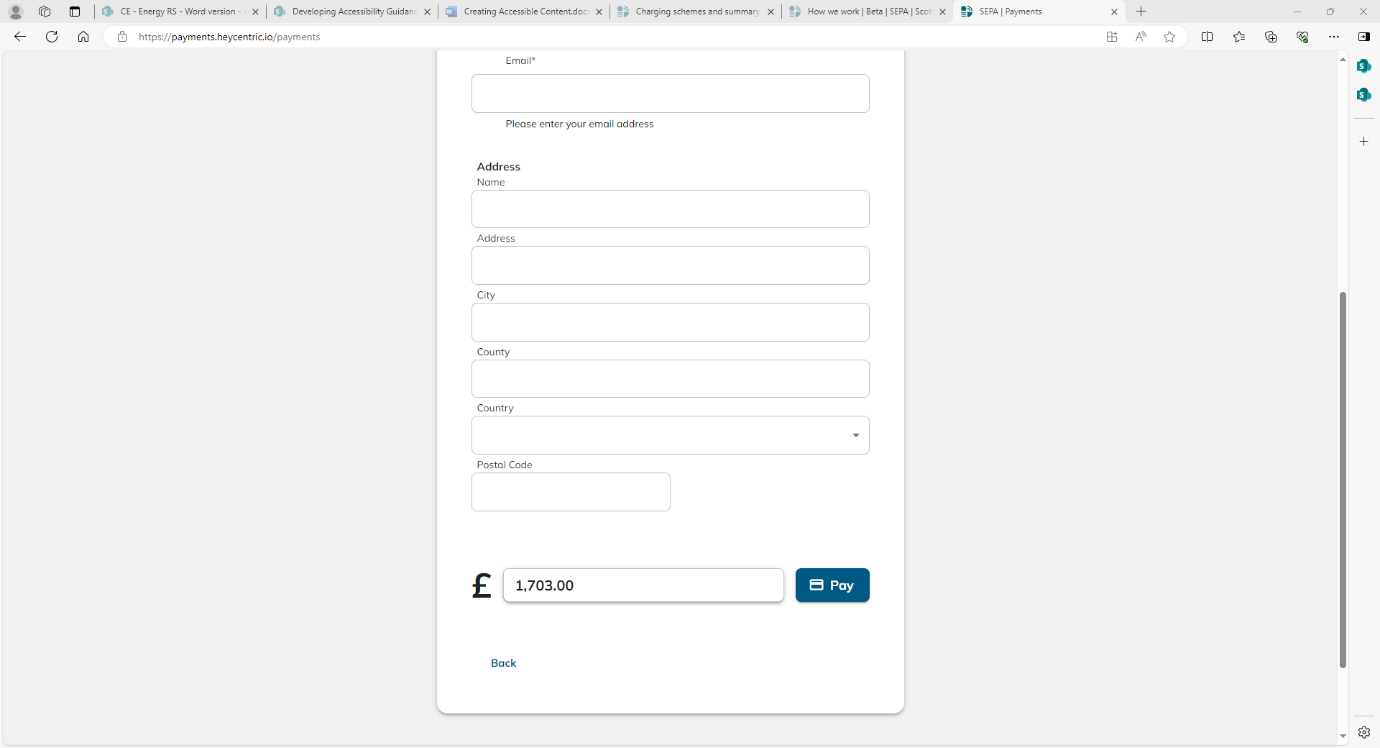 CE - Energy RS - Word version -
Developing Accessibility Guidanc
Creating Accessible Content.doc
Charging schemes and summary
How we work | Beta | SEPA | Scot
SEPA | Payments
https://payments.heycentric.io/payments
Email*
Please enter your email address
Address
Name
Address
City
County
Country
Postal Code
£ 1,703.00 Pay
Back